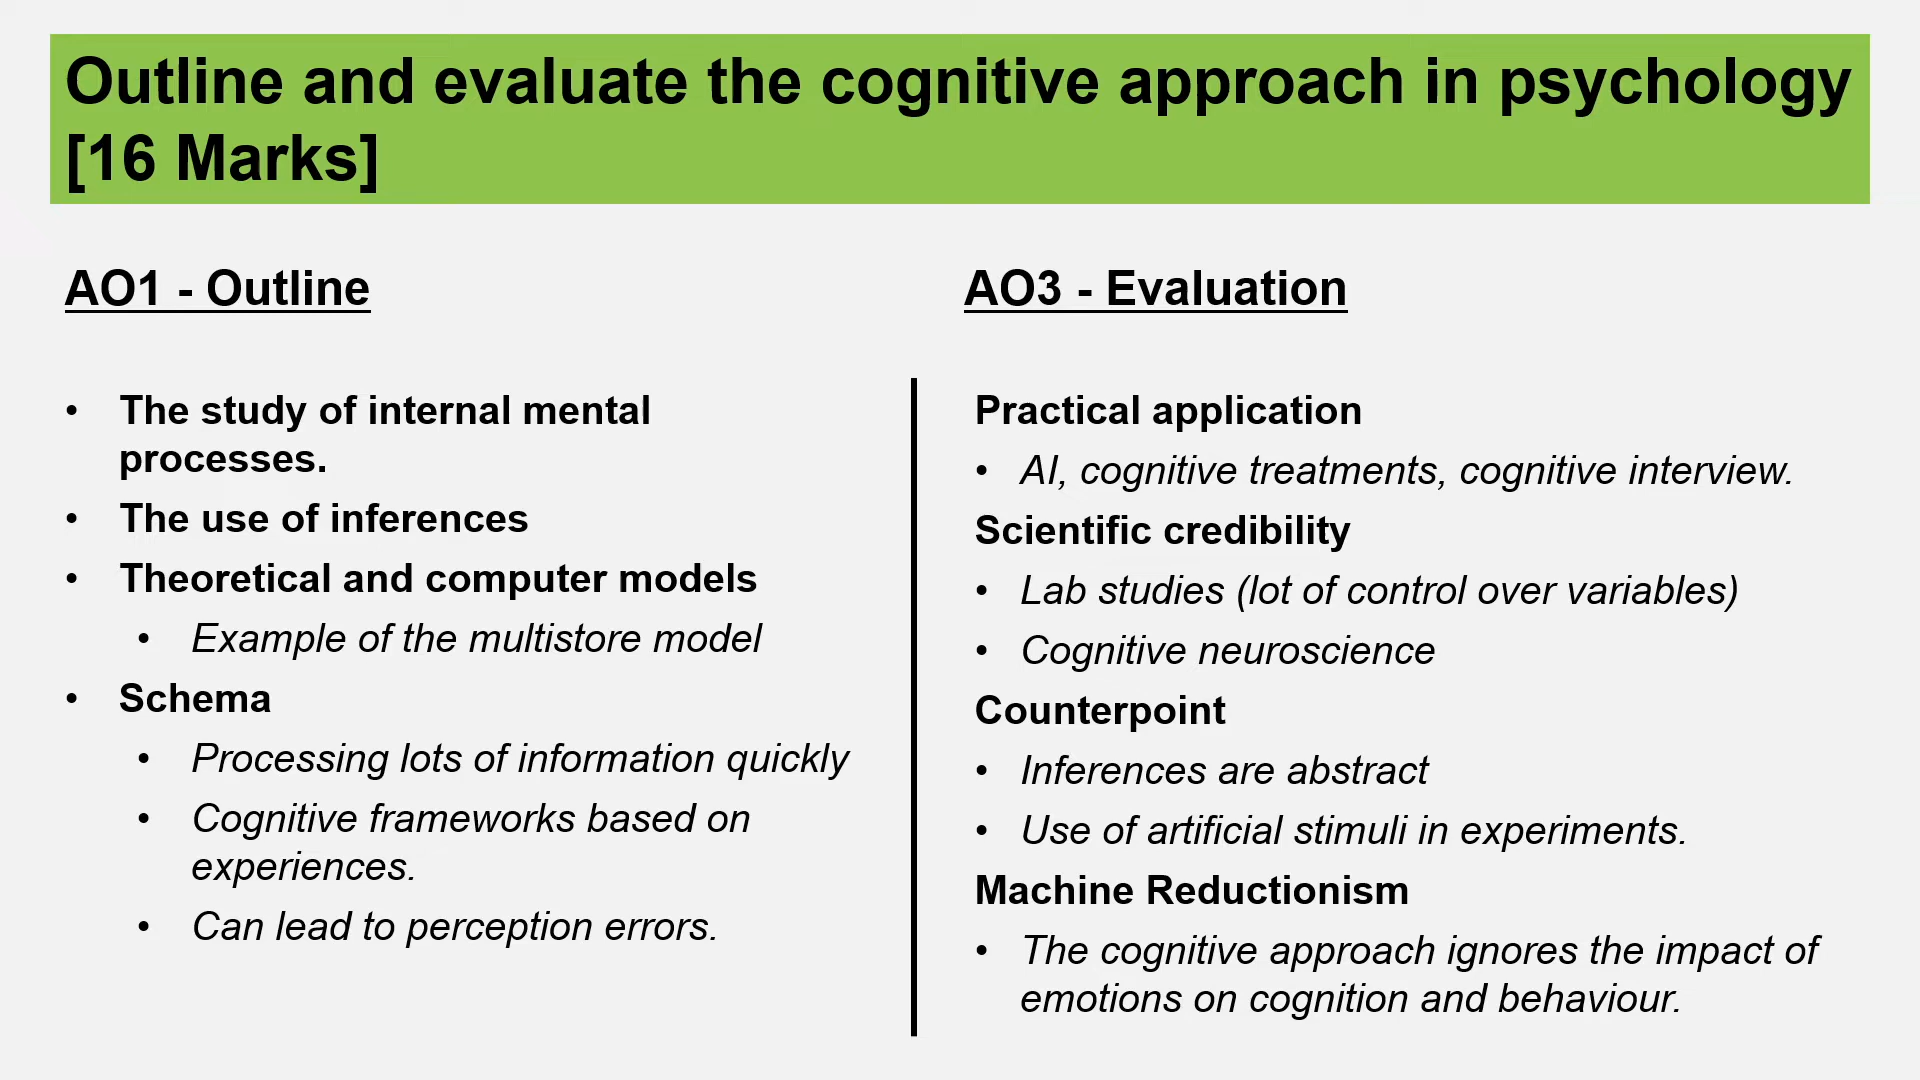 Outline and evaluate the cognitive approach in psychology
[16 Marks]
AO1 - Outline
• The study of internal mental
processes.
• The use of inferences
• Theoretical and computer models
• Example of the multistore model
• Schema
• Processing lots of information quickly
• Cognitive frameworks based on
experiences.
• Can lead to perception errors.
AO3 - Evaluation
Practical application
• AI, cognitive treatments, cognitive interview.
Scientific credibility
• Lab studies (lot of control over variables)
• Cognitive neuroscience
Counterpoint
• Inferences are abstract
• Use of artificial stimuli in experiments.
Machine Reductionism
• The cognitive approach ignores the impact of
emotions on cognition and behaviour.